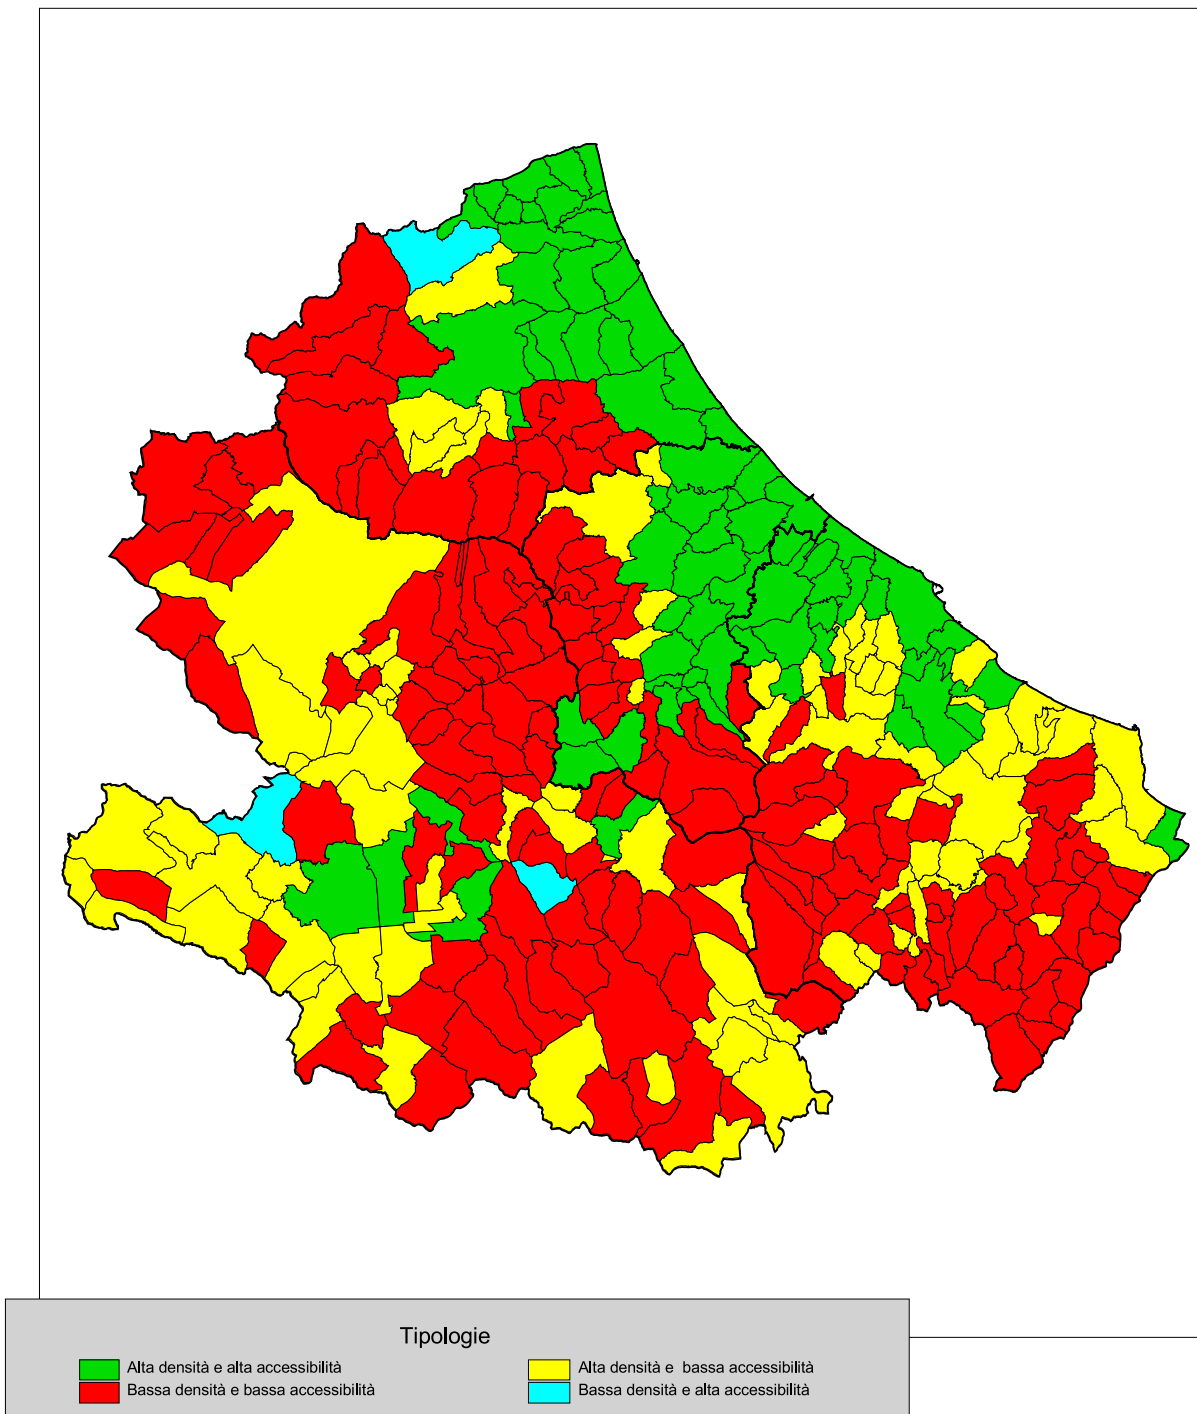 Tipologie
Alta densità e alta accessibilità
Alta densità e bassa accessibilità
Bassa densità e bassa accessibilità
Bassa densità e alta accessibilità